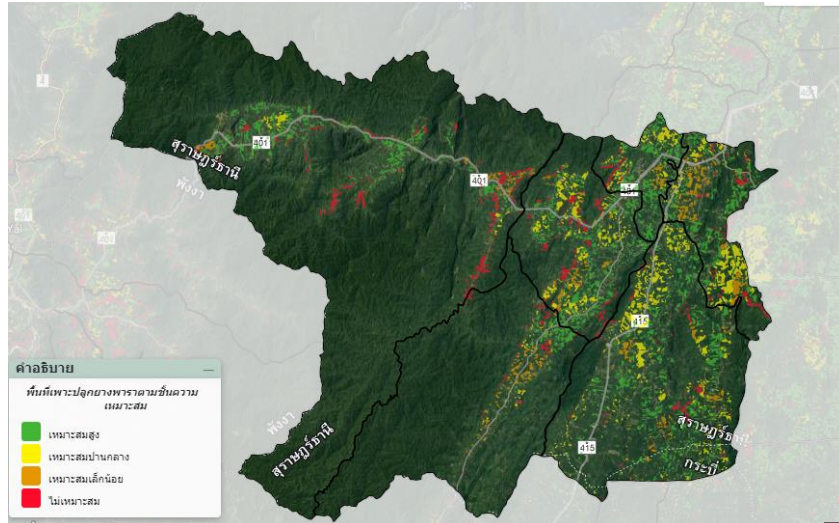 401
สุราษฎร์ธานี
พังงา
401
401
401
415
พังงา
สุราษฎร์ธานี
415
สุราษฎร์ธานี
กระบี่
คำอธิบาย
พื้นที่เพาะปลูกยางพาราตามชั้นความ
เหมาะสม
เหมาะสมสูง
เหมาะสมปานกลาง
เหมาะสมเล็กน้อย
ไม่เหมาะสม